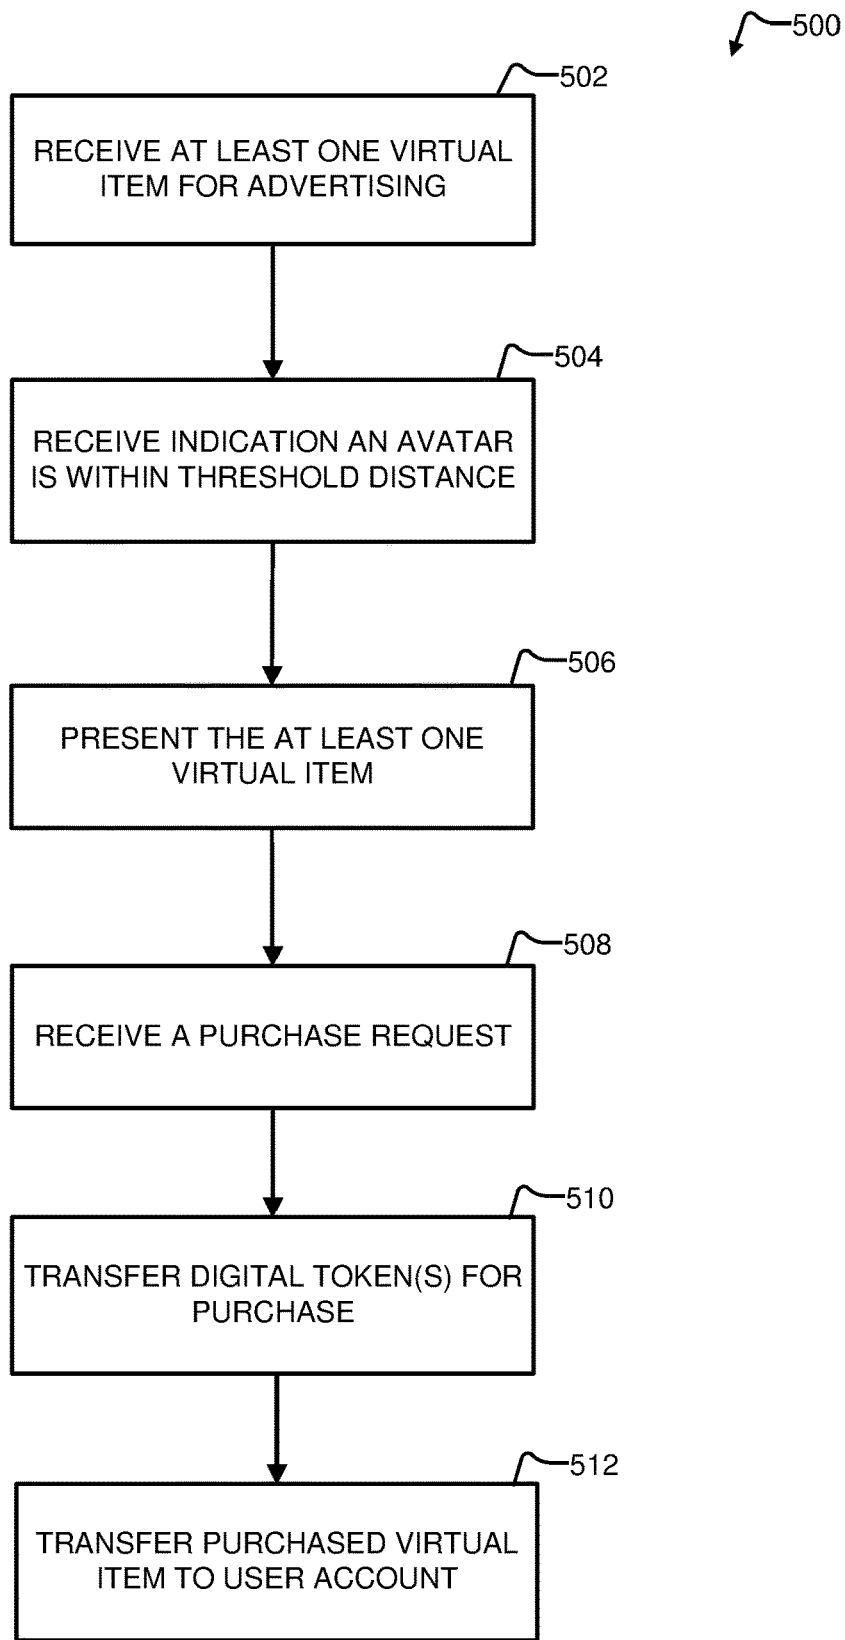 500
502
RECEIVE AT LEAST ONE VIRTUAL
ITEM FOR ADVERTISING
504
RECEIVE INDICATION AN AVATAR
IS WITHIN THRESHOLD DISTANCE
506
PRESENT THE AT LEAST ONE
VIRTUAL ITEM
508
RECEIVE A PURCHASE REQUEST
510
TRANSFER DIGITAL TOKEN(S) FOR
PURCHASE
512
TRANSFER PURCHASED VIRTUAL
ITEM TO USER ACCOUNT